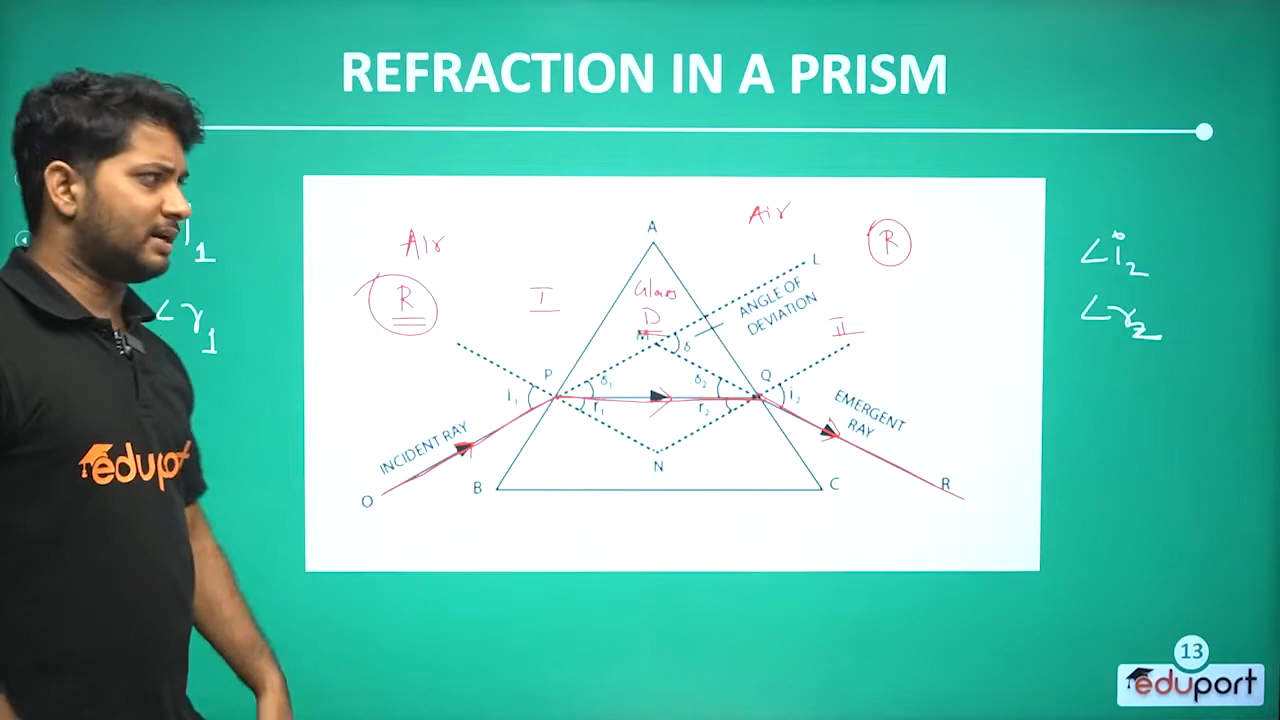 REFRACTION IN A PRISM
A
Air
Air
R
R
I
Glass
D
L
ANGLE OF
DEVIATION
II
M
δ
P
Q
i₁
δ₁
δ₂
i₂
r₁
r₂
INCIDENT RAY
EMERGENT
RAY
N
O
B
C
R
1
∠r₁
∠i₂
∠r₂
eduport
13
eduport